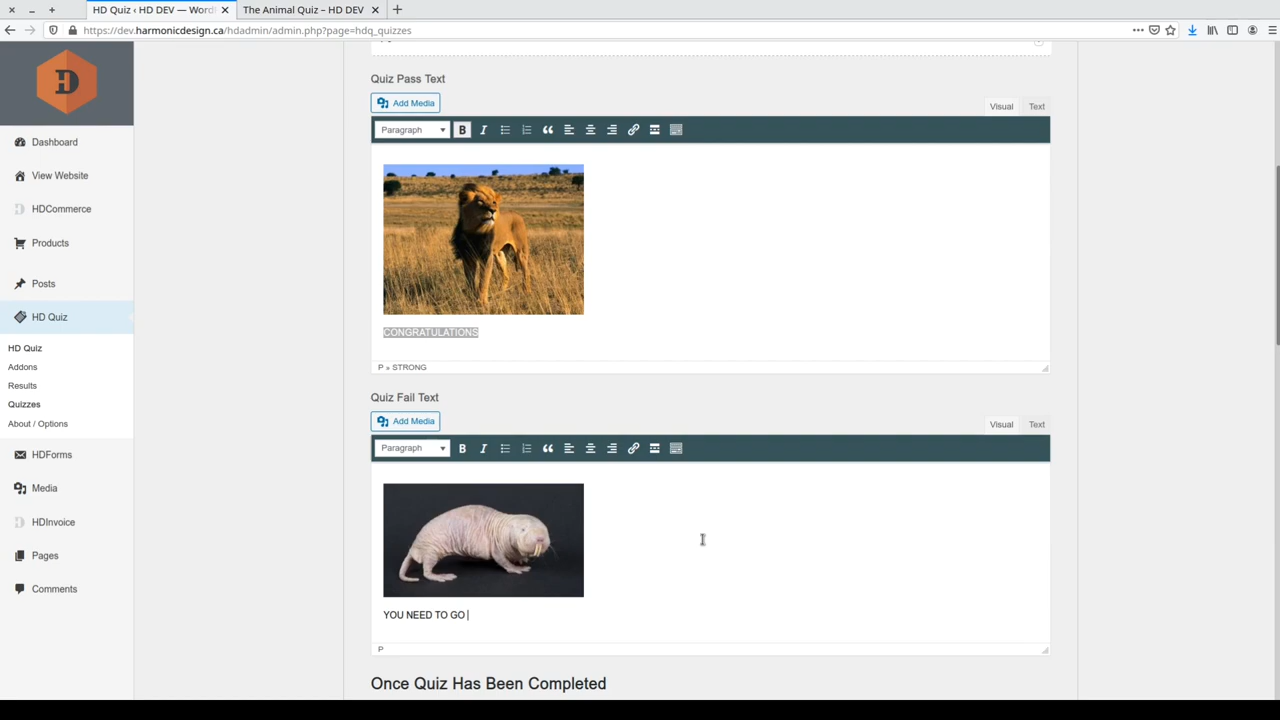 HD Quiz ‹ HD DEV — Word
The Animal Quiz – HD DEV
https://dev.harmonicdesign.ca/hdadmin/admin.php?page=hdq_quizzes
Dashboard
View Website
HDCommerce
Products
Posts
HD Quiz
HD Quiz
Addons
Results
Quizzes
About / Options
HDForms
Media
HDInvoice
Pages
Comments
Quiz Pass Text
Add Media
Visual
Text
Paragraph
B
I
CONGRATULATIONS
P » STRONG
Quiz Fail Text
Add Media
Visual
Text
Paragraph
B
I
YOU NEED TO GO
P
Once Quiz Has Been Completed